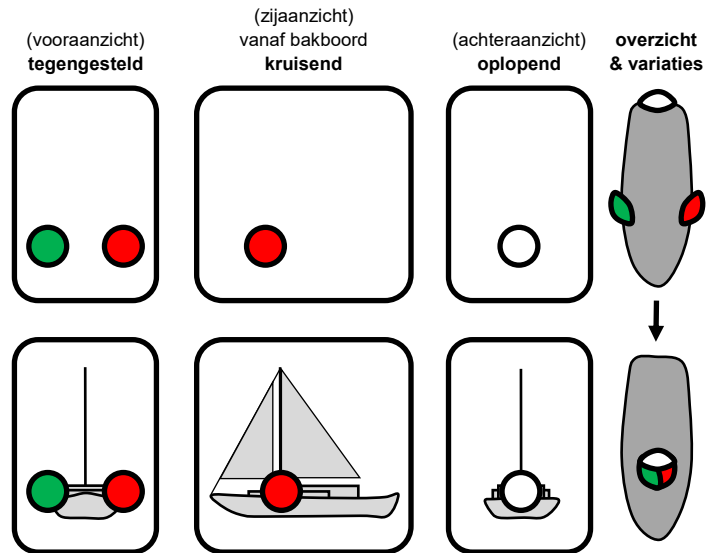 (vooraanzicht)
tegengesteld
(zijaanzicht)
vanaf bakboord
kruisend
(achteraanzicht)
oplopend
overzicht
& variaties